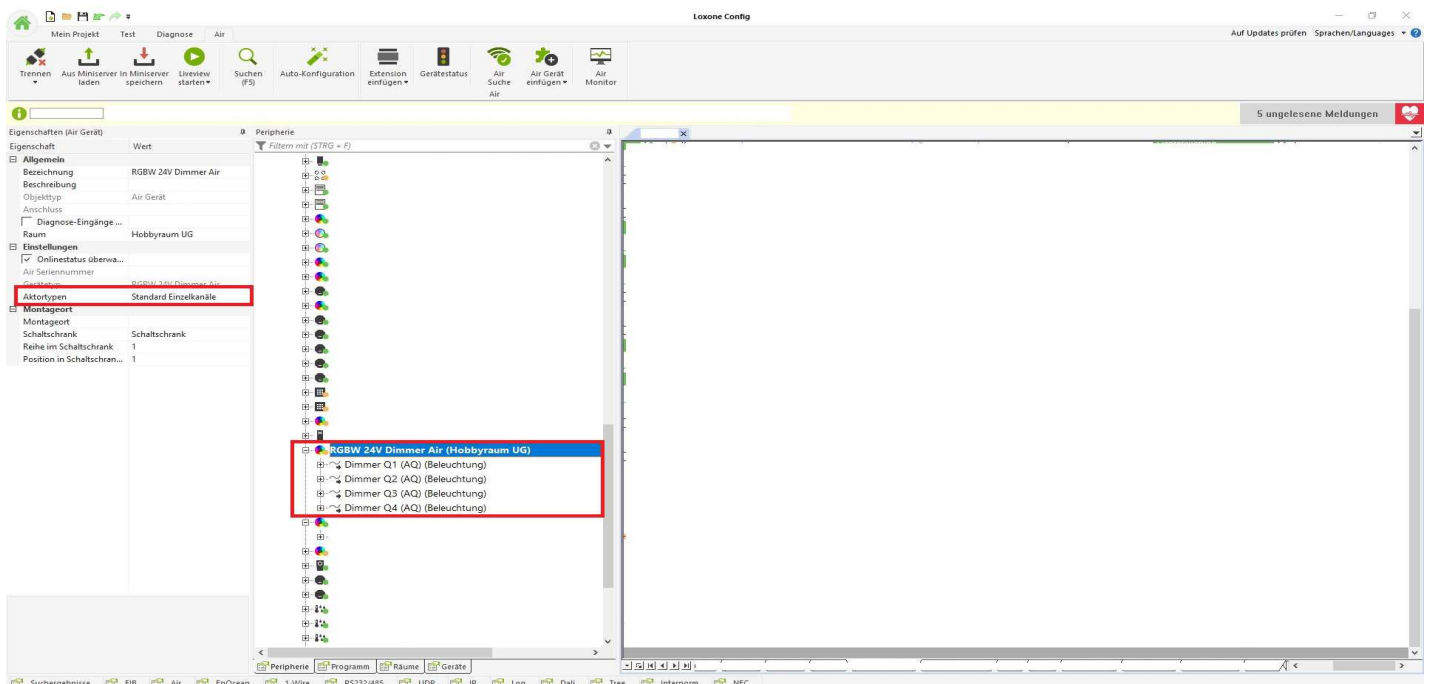 Loxone Config
Mein Projekt Test Diagnose Air
Auf Updates prüfen Sprachen/Languages
Trennen
Aus Miniserver laden
In Miniserver speichern
Liveview starten
Suchen (F5)
Auto-Konfiguration
Extension einfügen
Gerätestatus
Air Suche
Air Gerät einfügen
Air Monitor
Air
5 ungelesene Meldungen
Eigenschaften (Air Gerät)
Eigenschaft Wert
Allgemein
Bezeichnung RGBW 24V Dimmer Air
Beschreibung
Objekttyp Air Gerät
Anschluss
Diagnose-Eingänge ...
Raum Hobbyraum UG
Einstellungen
Onlinestatus überwa...
Air Seriennummer
Gerätetyp RGBW 24V Dimmer Air
Aktortypen Standard Einzelkanäle
Montageort
Montageort
Schaltschrank Schaltschrank
Reihe im Schaltschrank 1
Position in Schaltschran... 1
Peripherie
Filtern mit (STRG + F)
RGBW 24V Dimmer Air (Hobbyraum UG)
Dimmer Q1 (AQ) (Beleuchtung)
Dimmer Q2 (AQ) (Beleuchtung)
Dimmer Q3 (AQ) (Beleuchtung)
Dimmer Q4 (AQ) (Beleuchtung)
Peripherie Programm Räume Geräte
Suchergebnisse EIB Air EnOcean 1-Wire RS232/485 UDP IR Log Dali Tree Internorm NFC